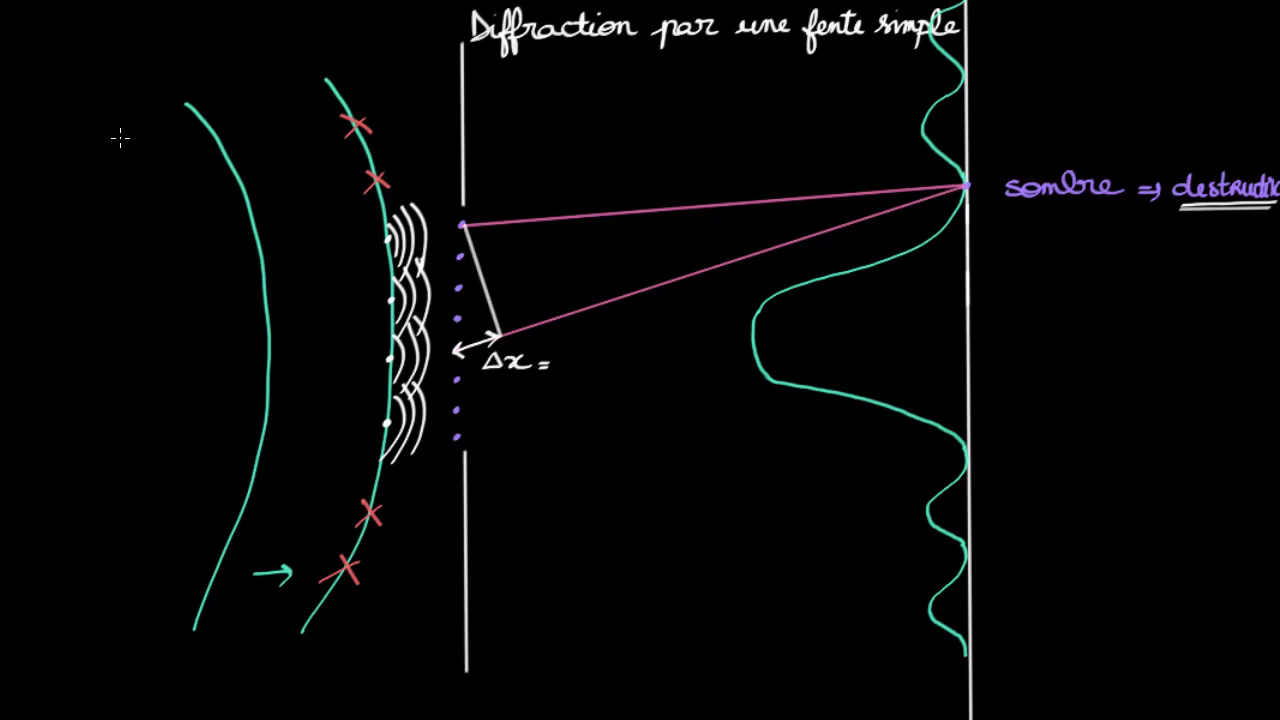 Diffraction par une fente simple
sombre =>
Δx =